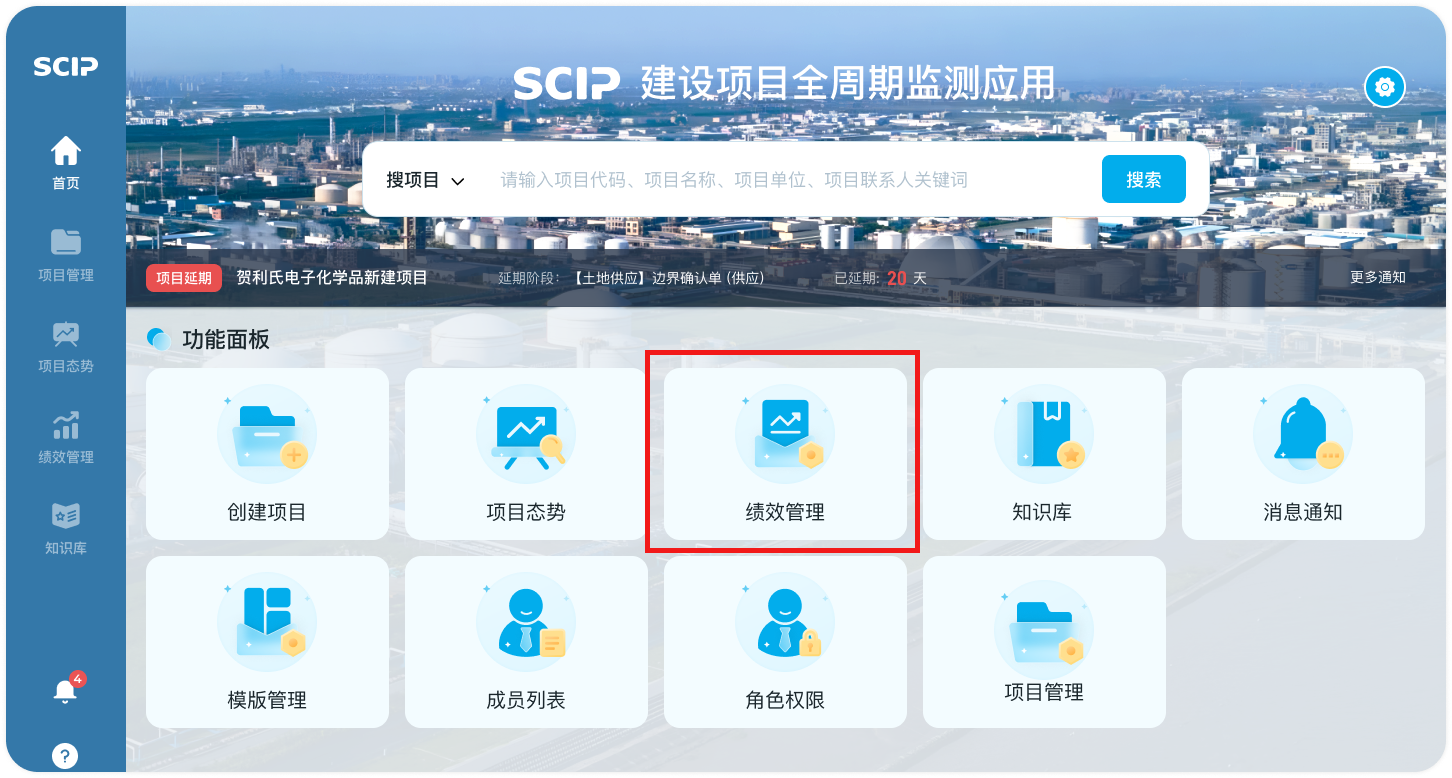 SCIP
首页
项目管理
项目态势
绩效管理
知识库
4
?
SCIP 建设项目全周期监测应用
搜项目 请输入项目代码、项目名称、项目单位、项目联系人关键词 搜索
项目延期 贺利氏电子化学品新建项目 延期阶段: 【土地供应】边界确认单 (供应) 已延期: 20 天 更多通知
功能面板
创建项目 项目态势 绩效管理 知识库 消息通知
模版管理 成员列表 角色权限 项目管理